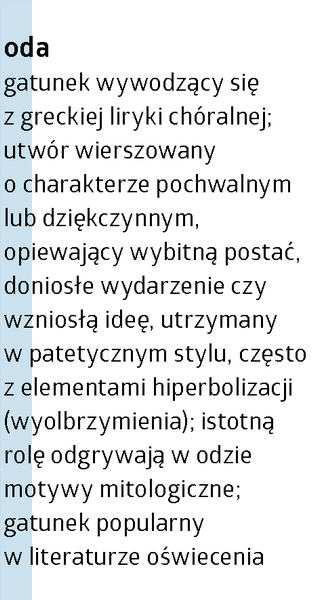 oda
gatunek wywodzący się
z greckiej liryki chóralnej;
utwór wierszowany
o charakterze pochwalnym
lub dziękczynnym,
opiewający wybitną postać,
doniosłe wydarzenie czy
wzniosłą ideę, utrzymany
w patetycznym stylu, często
z elementami hiperbolizacji
(wyolbrzymienia); istotną
rolę odgrywają w odzie
motywy mitologiczne;
gatunek popularny
w literaturze oświecenia